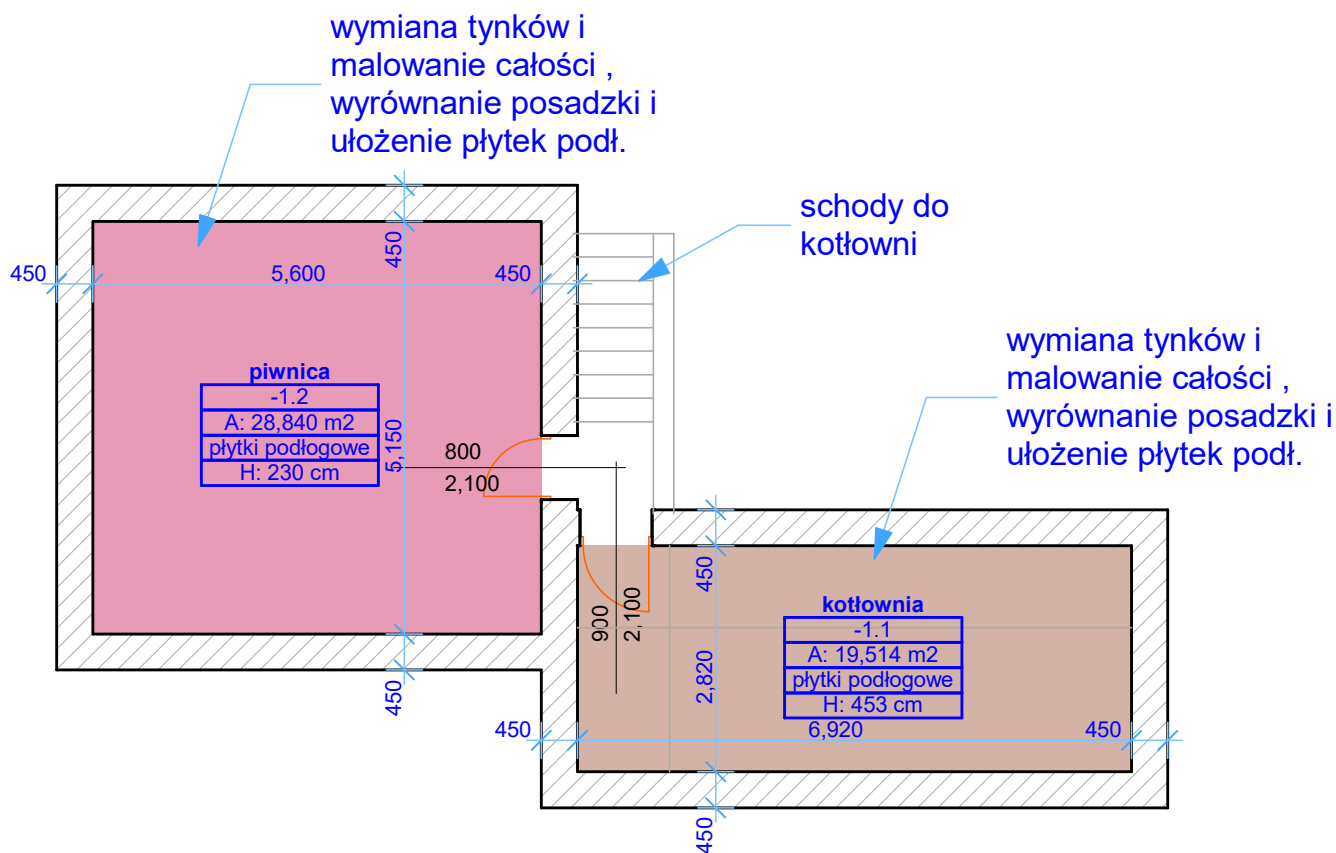 wymiana tynków i
malowanie całości ,
wyrównanie posadzki i
ułożenie płytek podł.
schody do
kotłowni
450
450
5,600
450
wymiana tynków i
malowanie całości ,
wyrównanie posadzki i
ułożenie płytek podł.
piwnica
-1.2
A: 28,840 m2
płytki podłogowe
H: 230 cm
5,150
800
2,100
450
450
900
2,100
kotłownia
-1.1
A: 19,514 m2
płytki podłogowe
H: 453 cm
2,820
450
6,920
450
450